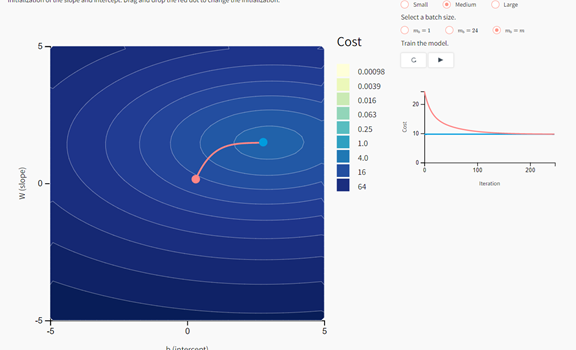 initialization of the slope and intercept. Drag and drop the red dot to change the initialization.
Small Medium Large
Select a batch size.
mb = 1 mb = 24 mb = m
Train the model.
Cost
0.00098
0.0039
0.016
0.063
0.25
1.0
4.0
16
64
5
0
-5
W (slope)
-5 0 5
b (intercept)
20
10
0
Cost
0 100 200
Iteration